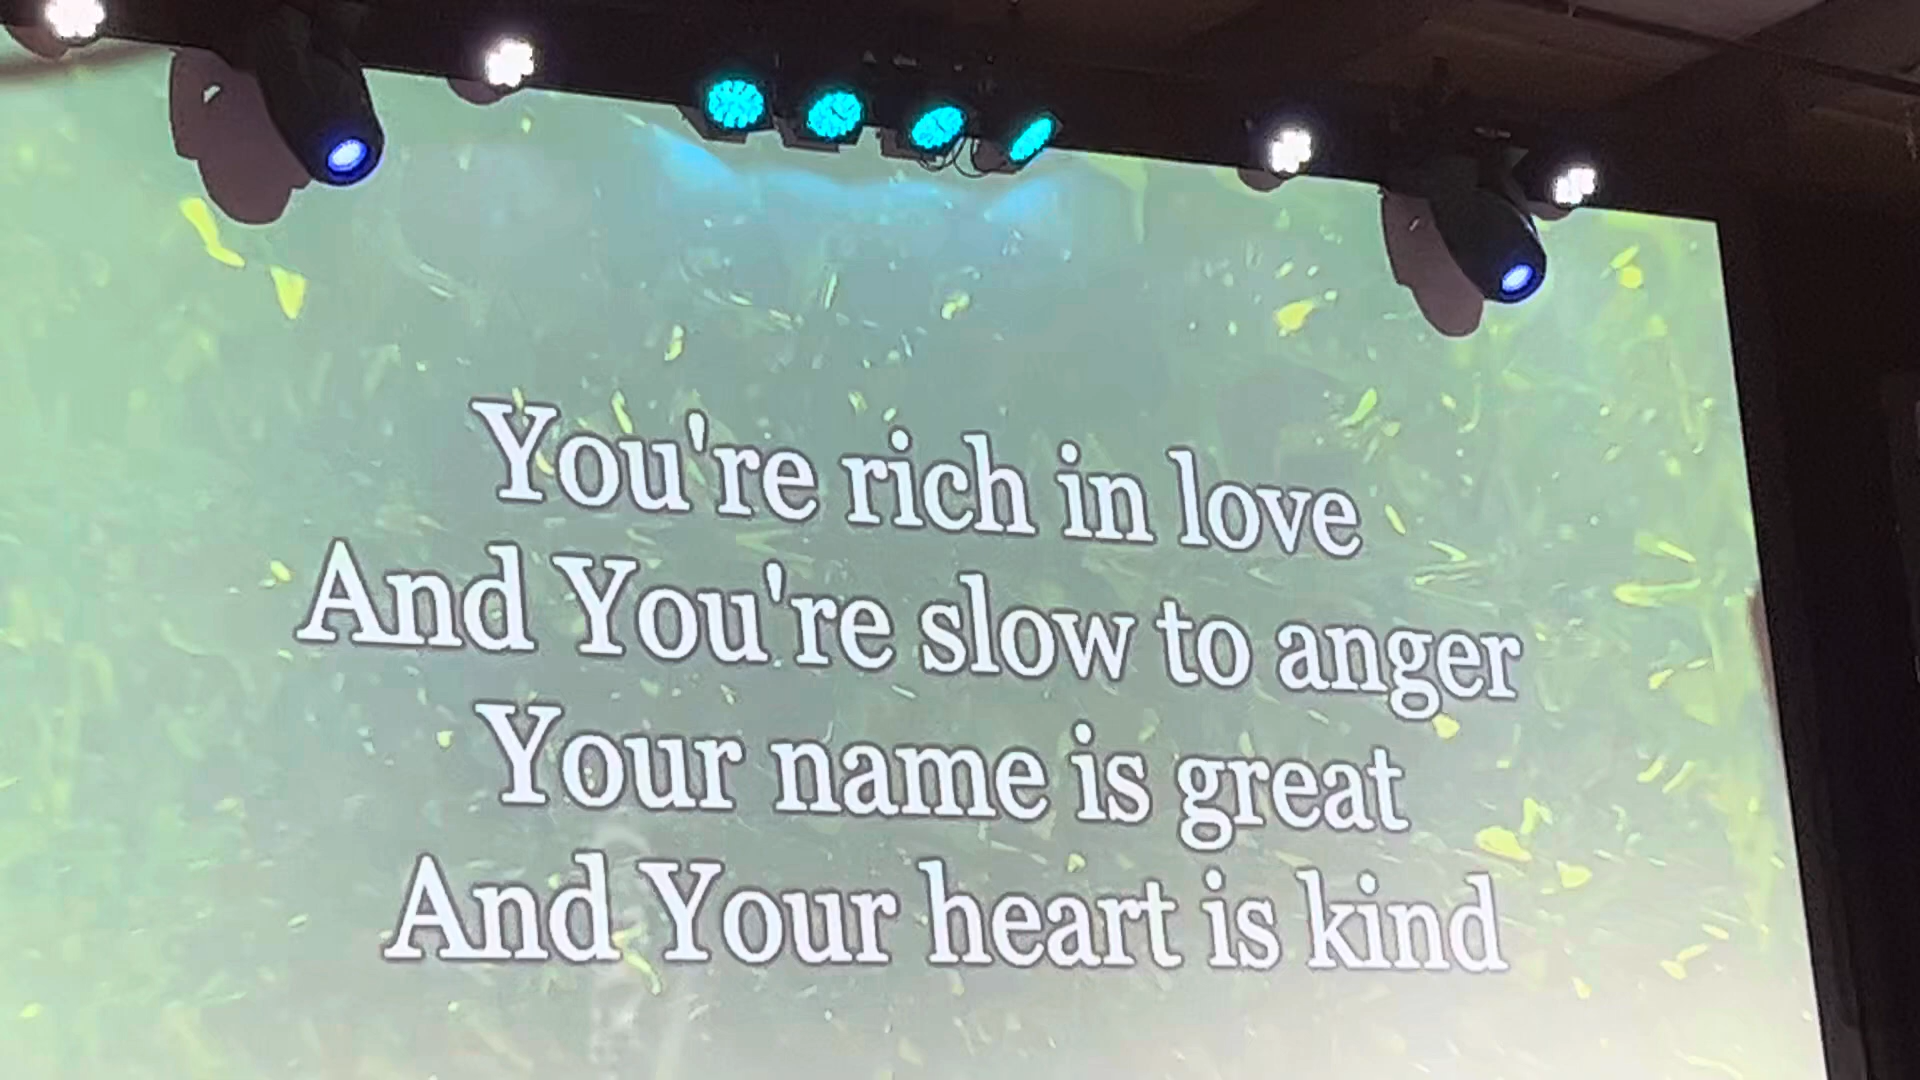 You're rich in love
And You're slow to anger
Your name is great
And Your heart is kind